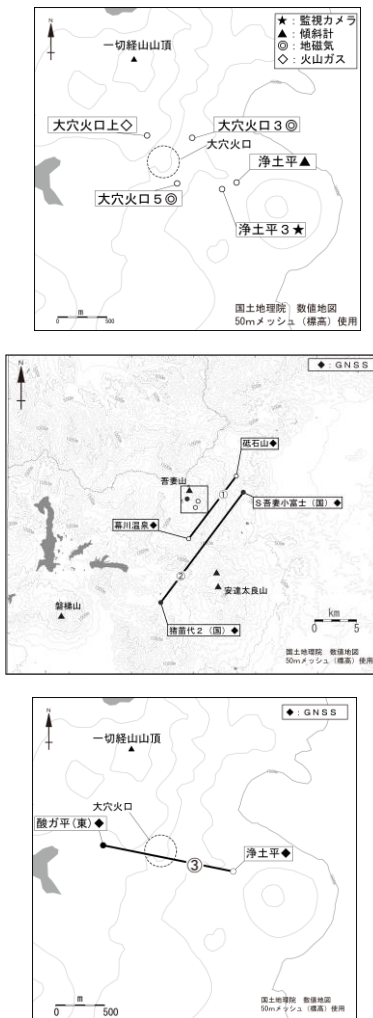 N
一切経山山頂
★：監視カメラ
▲：傾斜計
◎：地磁気
◇：火山ガス
大穴火口上◇
大穴火口３◎
大穴火口
浄土平▲
大穴火口５◎
浄土平３★
m
0 500
国土地理院 数値地図
50mメッシュ（標高）使用
N
◆：GNSS
砥石山◆
吾妻山
①
S吾妻小富士（国）◆
幕川温泉◆
②
安達太良山
磐梯山
猪苗代２（国）◆
km
0 5
国土地理院 数値地図
50mメッシュ（標高）使用
N
◆：GNSS
一切経山山頂
大穴火口
酸ガ平(東)◆
③
浄土平◆
m
0 500
国土地理院 数値地図
50mメッシュ（標高）使用